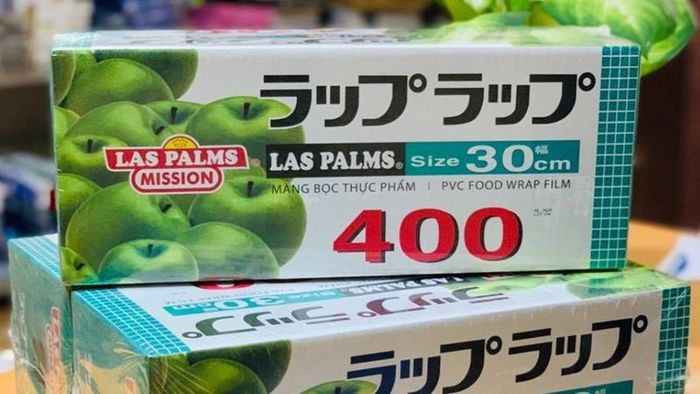 ラップラップ
LAS PALMS
MISSION
LAS PALMS® Size 30cm 幅
MÀNG BỌC THỰC PHẨM | PVC FOOD WRAP FILM
400
LAS PALMS Size 30cm
ラップラップ
ラップラップ